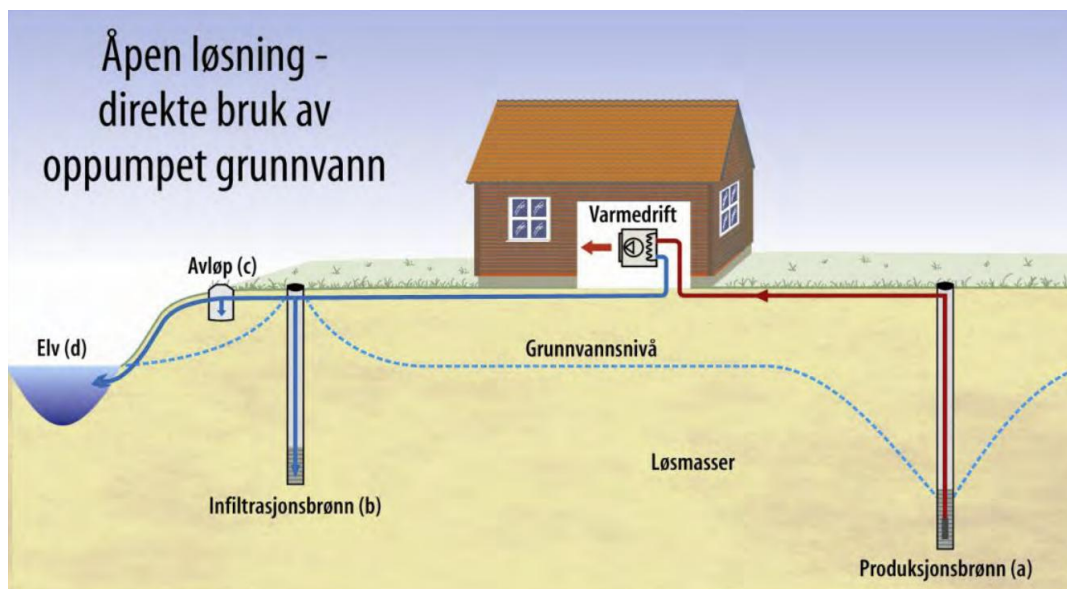 Åpen løsning -
direkte bruk av
oppumpet grunnvann
Varmedrift
Avløp (c)
Elv (d)
Grunnvannsnivå
Løsmasser
Infiltrasjonsbrønn (b)
Produksjonsbrønn (a)